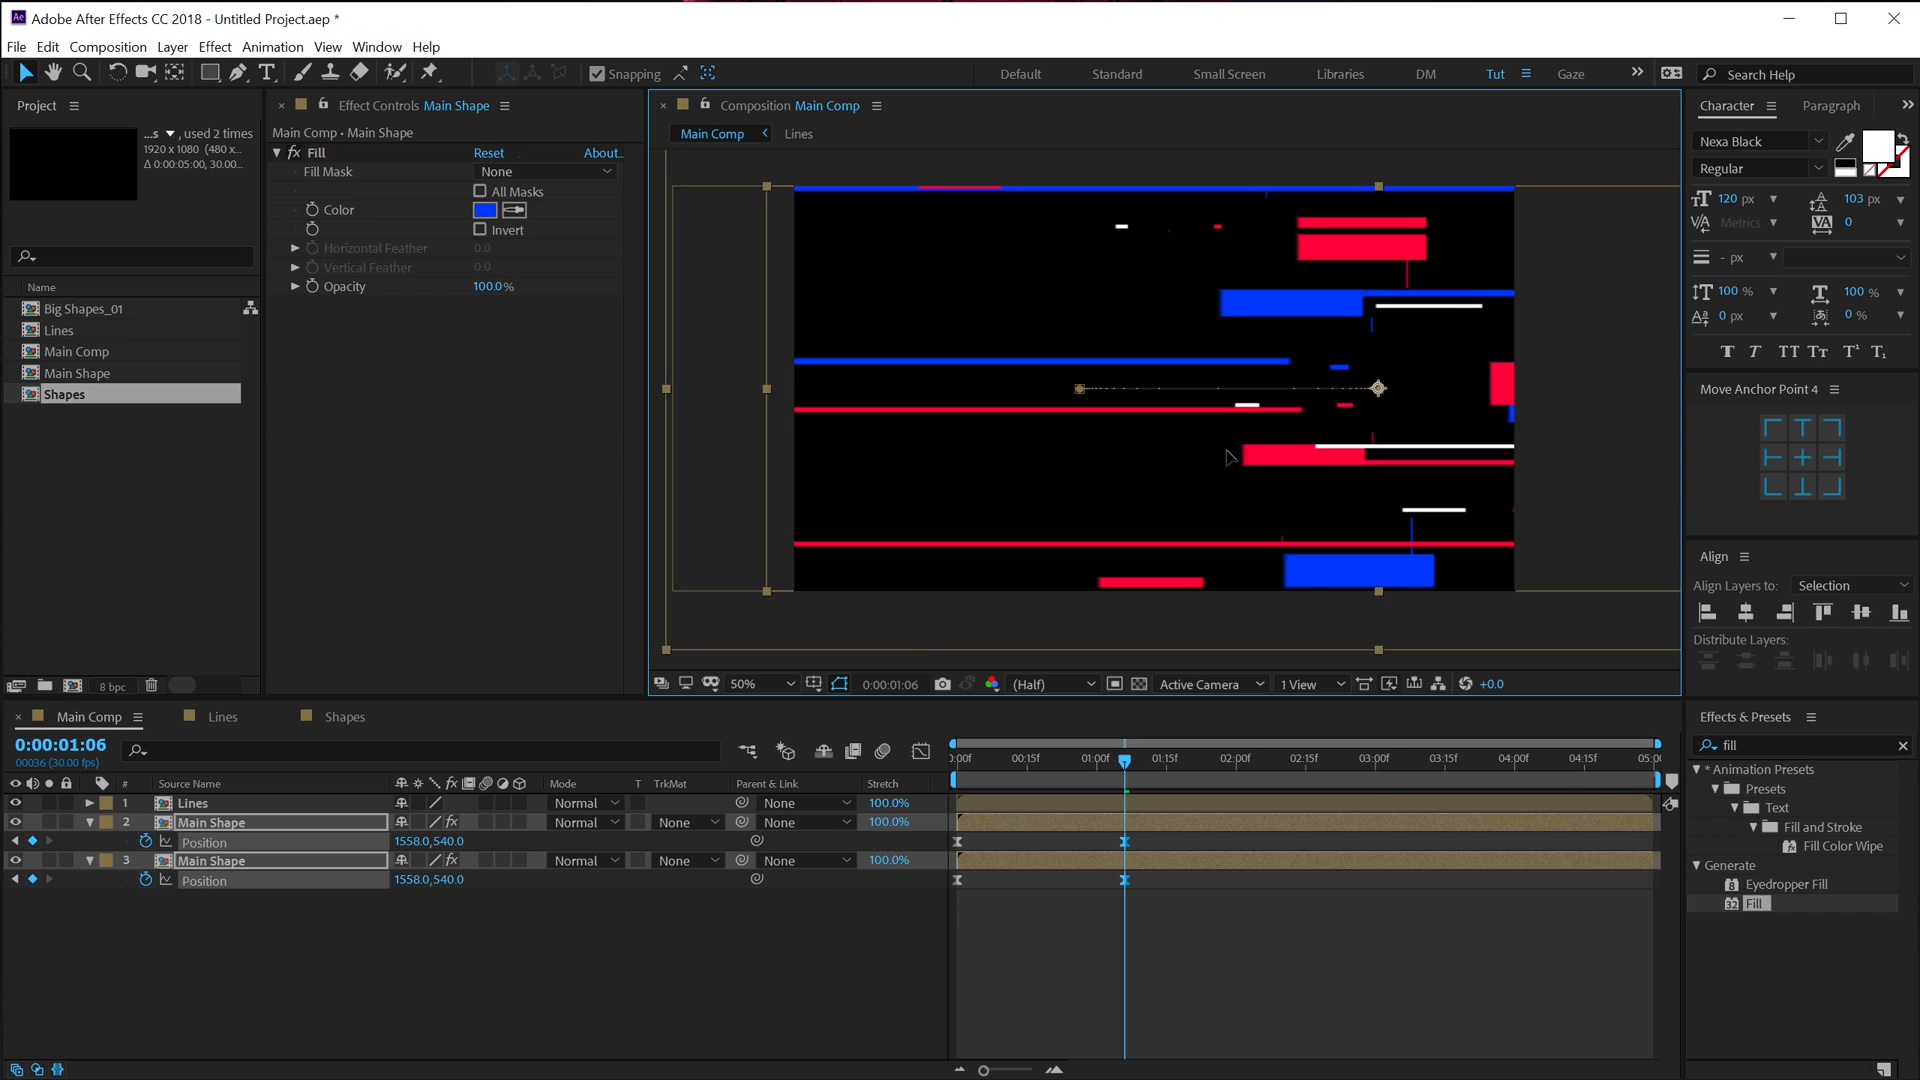 Adobe After Effects CC 2018 - Untitled Project.aep *
File Edit Composition Layer Effect Animation View Window Help
Snapping
Default Standard Small Screen Libraries DM Tut Gaze
Search Help
Project
...s , used 2 times
1920 x 1080 (480 x...
Δ 0:00:05:00, 30.00...
Name
Big Shapes_01
Lines
Main Comp
Main Shape
Shapes
8 bpc
Effect Controls Main Shape
Main Comp • Main Shape
fx Fill Reset About...
Fill Mask None
All Masks
Color
Invert
Horizontal Feather 0.0
Vertical Feather 0.0
Opacity 100.0%
Composition Main Comp
Main Comp Lines
50% 0:00:01:06 (Half) Active Camera 1 View +0.0
Character Paragraph
Nexa Black
Regular
120 px 103 px
Metrics 0
- px
100 % 100 %
0 px 0 %
Move Anchor Point 4
Align
Align Layers to: Selection
Distribute Layers:
Main Comp Lines Shapes
0:00:01:06
00036 (30.00 fps)
:00f 00:15f 01:00f 01:15f 02:00f 02:15f 03:00f 03:15f 04:00f 04:15f 05:00
# Source Name Mode T TrkMat Parent & Link Stretch
1 Lines Normal None 100.0%
2 Main Shape Normal None None 100.0%
Position 1558.0,540.0
3 Main Shape Normal None None 100.0%
Position 1558.0,540.0
Effects & Presets
fill
* Animation Presets
Presets
Text
Fill and Stroke
Fill Color Wipe
Generate
Eyedropper Fill
Fill